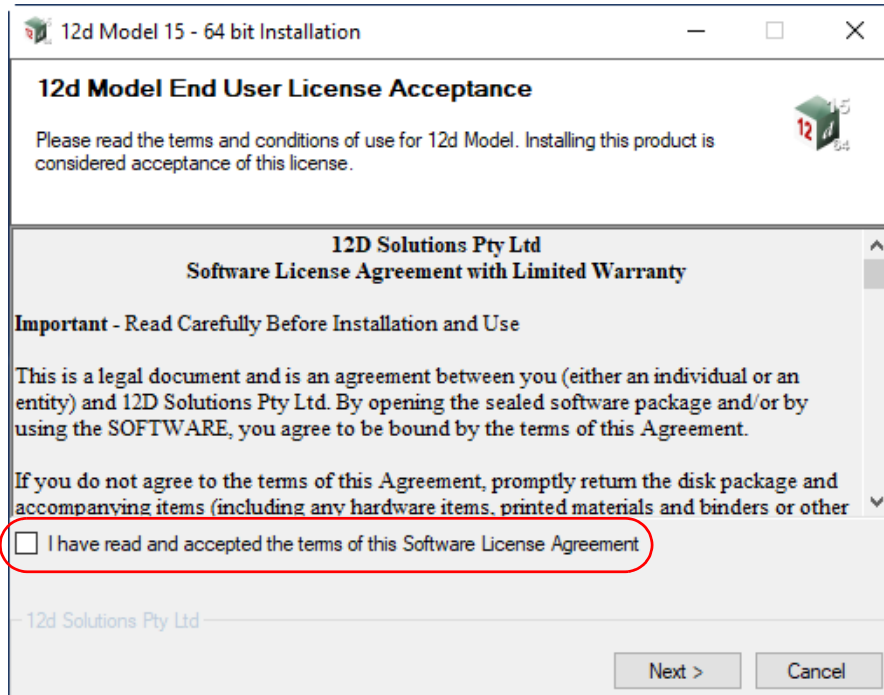 12d Model 15 - 64 bit Installation
12d Model End User License Acceptance
15
12 d
64
Please read the terms and conditions of use for 12d Model. Installing this product is
considered acceptance of this license.
12D Solutions Pty Ltd
Software License Agreement with Limited Warranty
Important - Read Carefully Before Installation and Use
This is a legal document and is an agreement between you (either an individual or an
entity) and 12D Solutions Pty Ltd. By opening the sealed software package and/or by
using the SOFTWARE, you agree to be bound by the terms of this Agreement.
If you do not agree to the terms of this Agreement, promptly return the disk package and
accompanying items (including any hardware items, printed materials and binders or other
I have read and accepted the terms of this Software License Agreement
12d Solutions Pty Ltd
Next >
Cancel